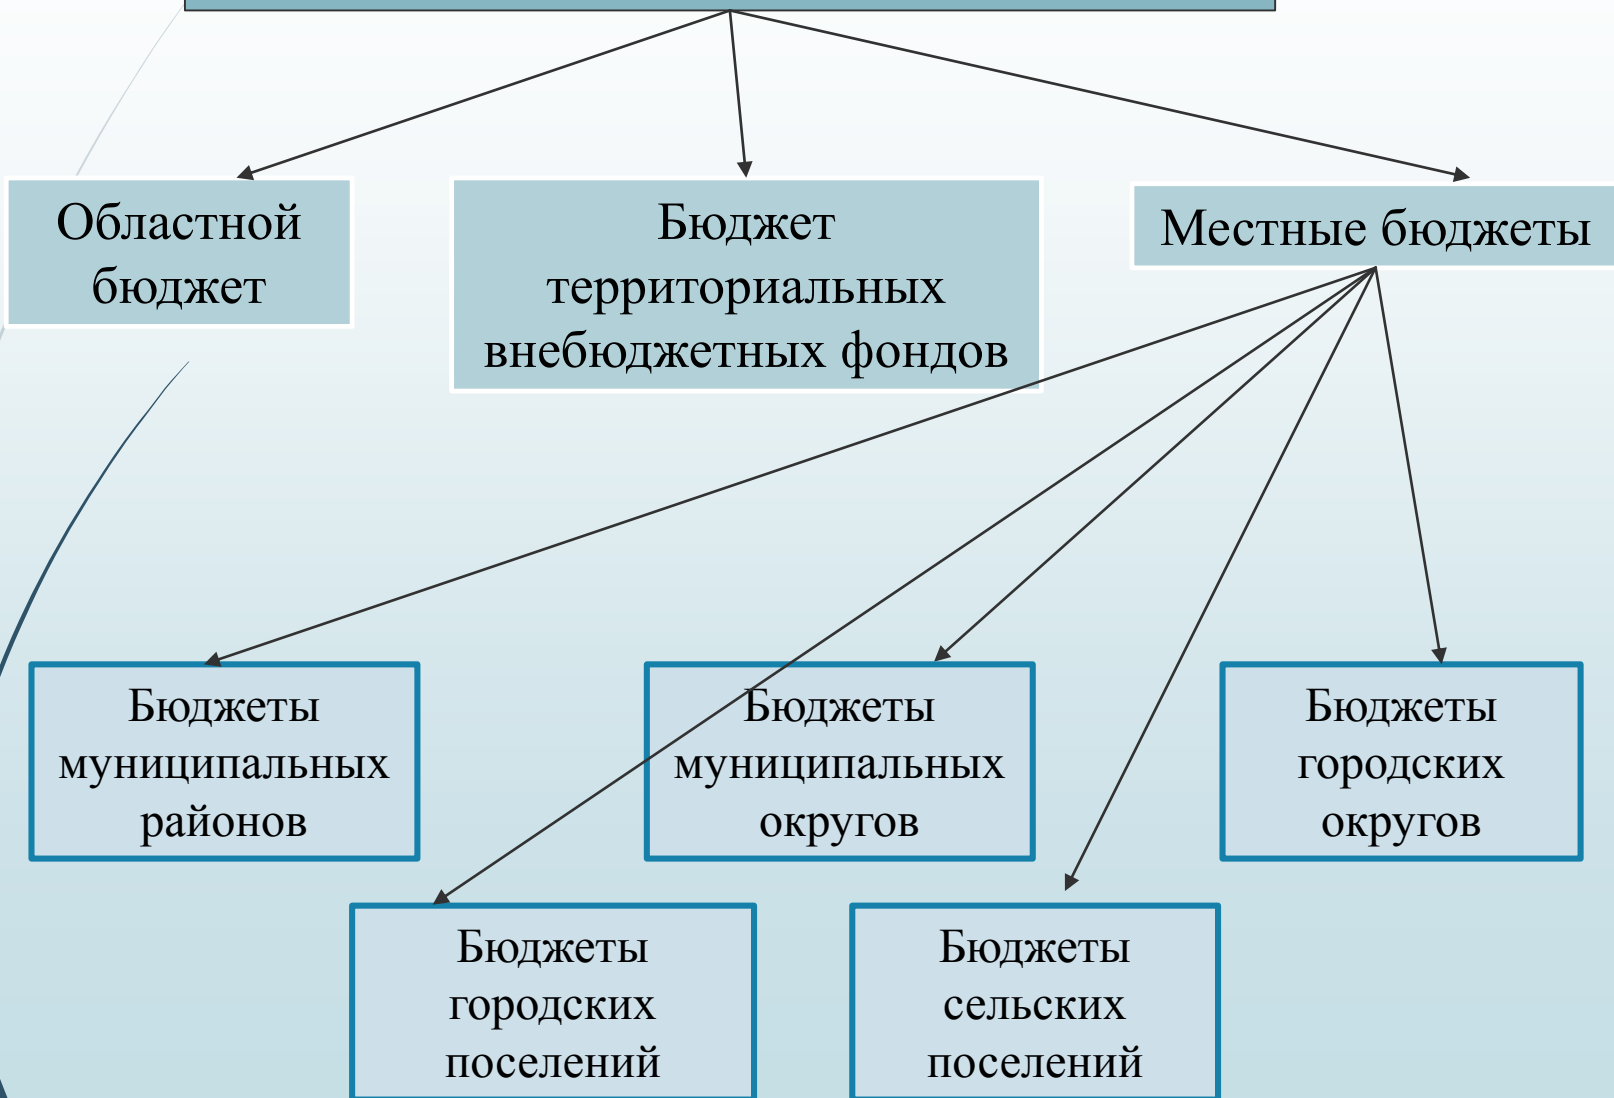 Областной
бюджет
Бюджет
территориальных
внебюджетных фондов
Местные бюджеты
Бюджеты
муниципальных
районов
Бюджеты
муниципальных
округов
Бюджеты
городских
округов
Бюджеты
городских
поселений
Бюджеты
сельских
поселений